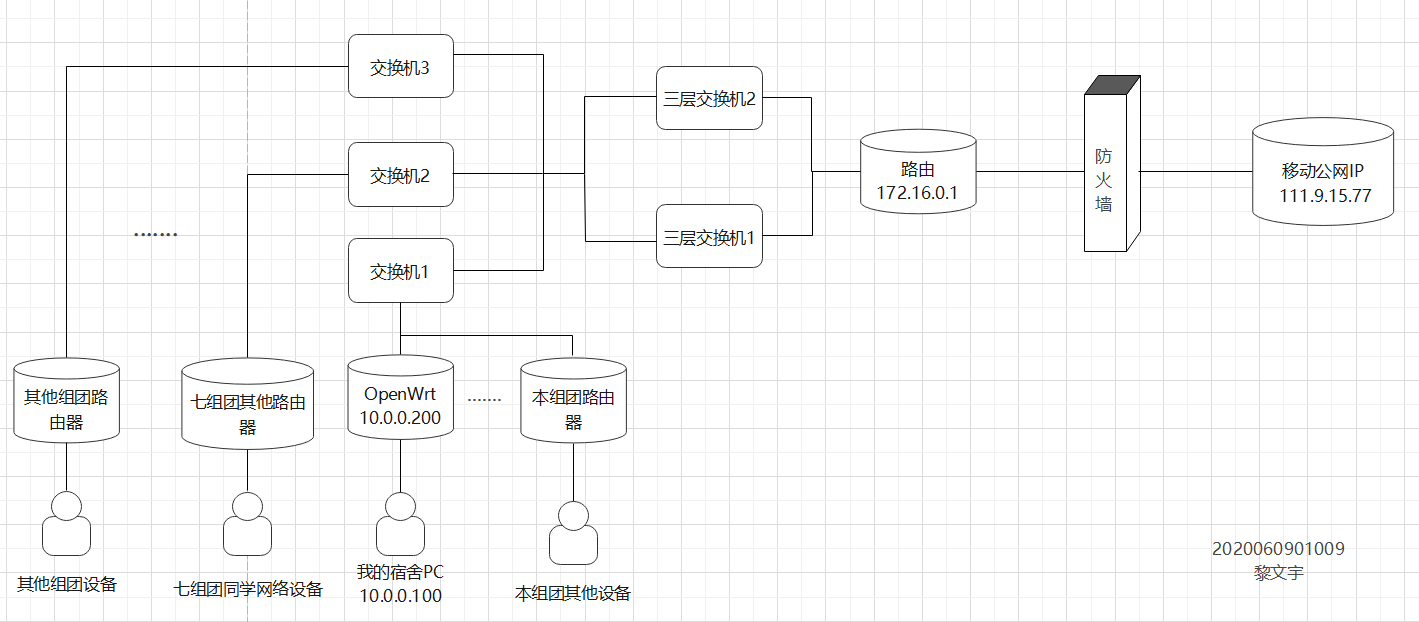 交换机3
三层交换机2
交换机2
路由
172.16.0.1
防
火
墙
移动公网IP
111.9.15.77
.......
三层交换机1
交换机1
其他组团路
由器
七组团其他路由
器
OpenWrt
10.0.0.200
.......
本组团路由
器
其他组团设备
七组团同学网络设备
我的宿舍PC
10.0.0.100
本组团其他设备
2020060901009
黎文宇